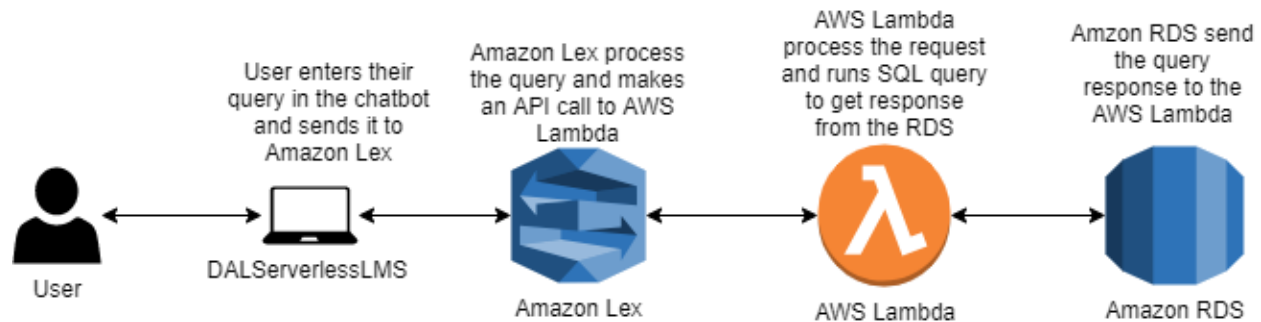 User enters their
query in the chatbot
and sends it to
Amazon Lex
Amazon Lex process
the query and makes
an API call to AWS
Lambda
AWS Lambda
process the request
and runs SQL query
to get response
from the RDS
Amzon RDS send
the query
response to the
AWS Lambda
User
DALServerlessLMS
Amazon Lex
AWS Lambda
Amazon RDS